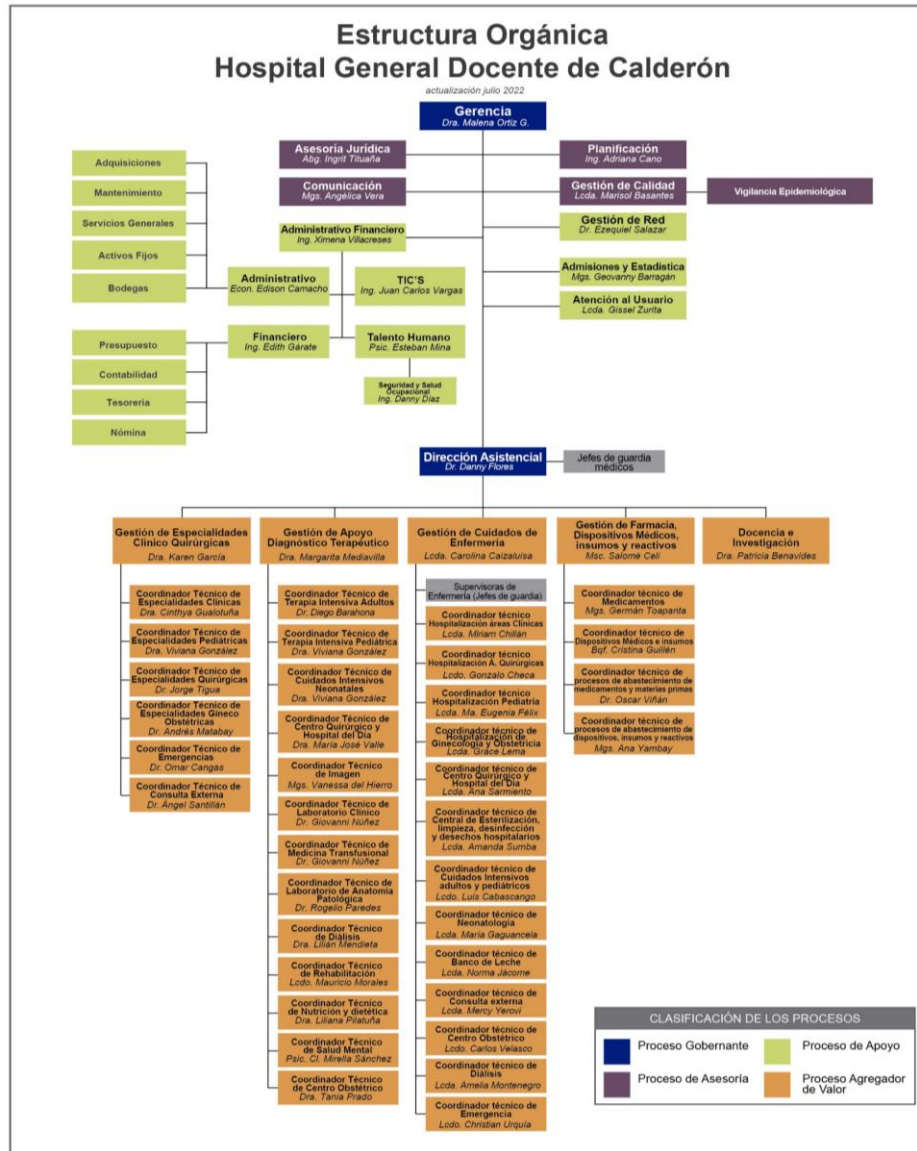 Estructura Orgánica
Hospital General Docente de Calderón
actualización julio 2022
Gerencia
Dra. Malena Ortiz G.
Asesoría Jurídica
Abg. Ingrit Tituaña
Planificación
Ing. Adriana Cano
Comunicación
Mgs. Angélica Vera
Gestión de Calidad
Lcda. Marisol Basantes
Vigilancia Epidemiológica
Administrativo Financiero
Ing. Ximena Villacreses
Gestión de Red
Dr. Ezequiel Salazar
Admisiones y Estadística
Mgs. Geovanny Barragán
Atención al Usuario
Lcda. Gissel Zurita
Adquisiciones
Mantenimiento
Servicios Generales
Activos Fijos
Bodegas
Administrativo
Econ. Edison Camacho
TIC'S
Ing. Juan Carlos Vargas
Presupuesto
Contabilidad
Tesorería
Nómina
Financiero
Ing. Edith Gárate
Talento Humano
Psic. Esteban Mina
Seguridad y Salud
Ocupacional
Ing. Danny Díaz
Dirección Asistencial
Dr. Danny Flores
Jefes de guardia
médicos
Gestión de Especialidades
Clínico Quirúrgicas
Dra. Karen García
Coordinador Técnico de
Especialidades Clínicas
Dra. Cinthya Gualotuña
Coordinador Técnico de
Especialidades Pediátricas
Dra. Viviana González
Coordinador Técnico de
Especialidades Quirúrgicas
Dr. Jorge Tigua
Coordinador Técnico de
Especialidades Gineco
Obstétricas
Dr. Andrés Matabay
Coordinador Técnico de
Emergencias
Dr. Omar Cangas
Coordinador Técnico de
Consulta Externa
Dr. Ángel Santillán
Gestión de Apoyo
Diagnóstico Terapéutico
Dra. Margarita Mediavilla
Coordinador Técnico de
Terapia Intensiva Adultos
Dr. Diego Barahona
Coordinador Técnico de
Terapia Intensiva Pediátrica
Dra. Viviana González
Coordinador Técnico de
Cuidados Intensivos
Neonatales
Dra. Viviana González
Coordinador Técnico de
Centro Quirúrgico y
Hospital del Día
Dra. María José Valle
Coordinador Técnico
de Imagen
Mgs. Vanessa del Hierro
Coordinador Técnico
de Laboratorio Clínico
Dr. Giovanni Núñez
Coordinador Técnico de
Medicina Transfusional
Dr. Giovanni Núñez
Coordinador Técnico de
Laboratorio de Anatomía
Patológica
Dr. Rogelio Paredes
Coordinador Técnico
de Diálisis
Dra. Lilián Mendieta
Coordinador Técnico
de Rehabilitación
Lcdo. Mauricio Morales
Coordinador Técnico
de Nutrición y dietética
Dra. Liliana Pilatuña
Coordinador Técnico
de Salud Mental
Psic. Cl. Mirella Sánchez
Coordinador Técnico
de Centro Obstétrico
Dra. Tania Prado
Gestión de Cuidados de
Enfermería
Lcda. Carolina Caizaluisa
Supervisoras de
Enfermería (Jefes de guardia)
Coordinador técnico
Hospitalización áreas Clínicas
Lcda. Miriam Chillán
Coordinador técnico
Hospitalización A. Quirúrgicas
Lcdo. Gonzalo Checa
Coordinador técnico
Hospitalización Pediatría
Lcda. Ma. Eugenia Félix
Coordinador técnico de
Hospitalización de
Ginecología y Obstetricia
Lcda. Grace Lema
Coordinador técnico de
Centro Quirúrgico y
Hospital del Día
Lcda. Ana Sarmiento
Coordinador técnico de
Central de Esterilización,
limpieza, desinfección
y desechos hospitalarios
Lcda. Amanda Sumba
Coordinador técnico de
Cuidados Intensivos
adultos y pediátricos
Lcdo. Luis Cabascango
Coordinador técnico de
Neonatología
Lcda. María Gaguancela
Coordinador técnico de
Banco de Leche
Lcda. Norma Jácome
Coordinador técnico de
Consulta externa
Lcda. Mercy Yerovi
Coordinador técnico de
Centro Obstétrico
Lcdo. Carlos Velasco
Coordinador técnico de
Diálisis
Lcda. Amelia Montenegro
Coordinador técnico de
Emergencia
Lcdo. Christian Urquía
Gestión de Farmacia,
Dispositivos Médicos,
insumos y reactivos
Msc. Salomé Celi
Coordinador técnico de
Medicamentos
Mgs. Germán Toapanta
Coordinador técnico de
Dispositivos Médicos e insumos
Bqf. Cristina Guillén
Coordinador técnico de
procesos de abastecimiento de
medicamentos y materias primas
Dr. Oscar Viñán
Coordinador técnico de
procesos de abastecimiento de
dispositivos, insumos y reactivos
Mgs. Ana Yambay
Docencia e
Investigación
Dra. Patricia Benavides
CLASIFICACIÓN DE LOS PROCESOS
Proceso Gobernante
Proceso de Apoyo
Proceso de Asesoría
Proceso Agregador
de Valor